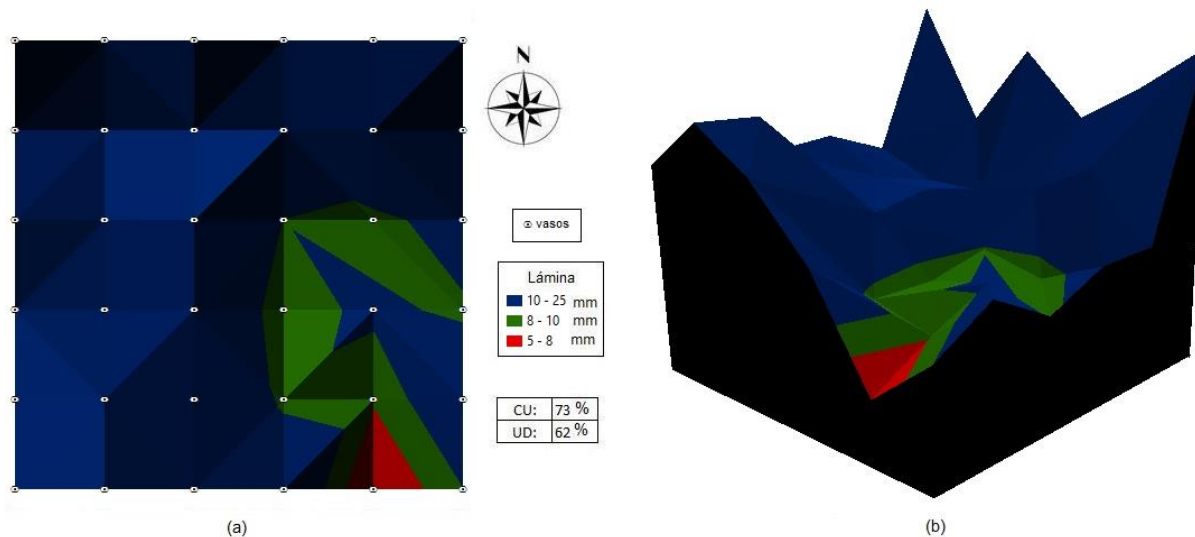 N
vasos
Lámina
10 - 25 mm
8 - 10 mm
5 - 8 mm
CU: 73 %
UD: 62 %
(a)
(b)